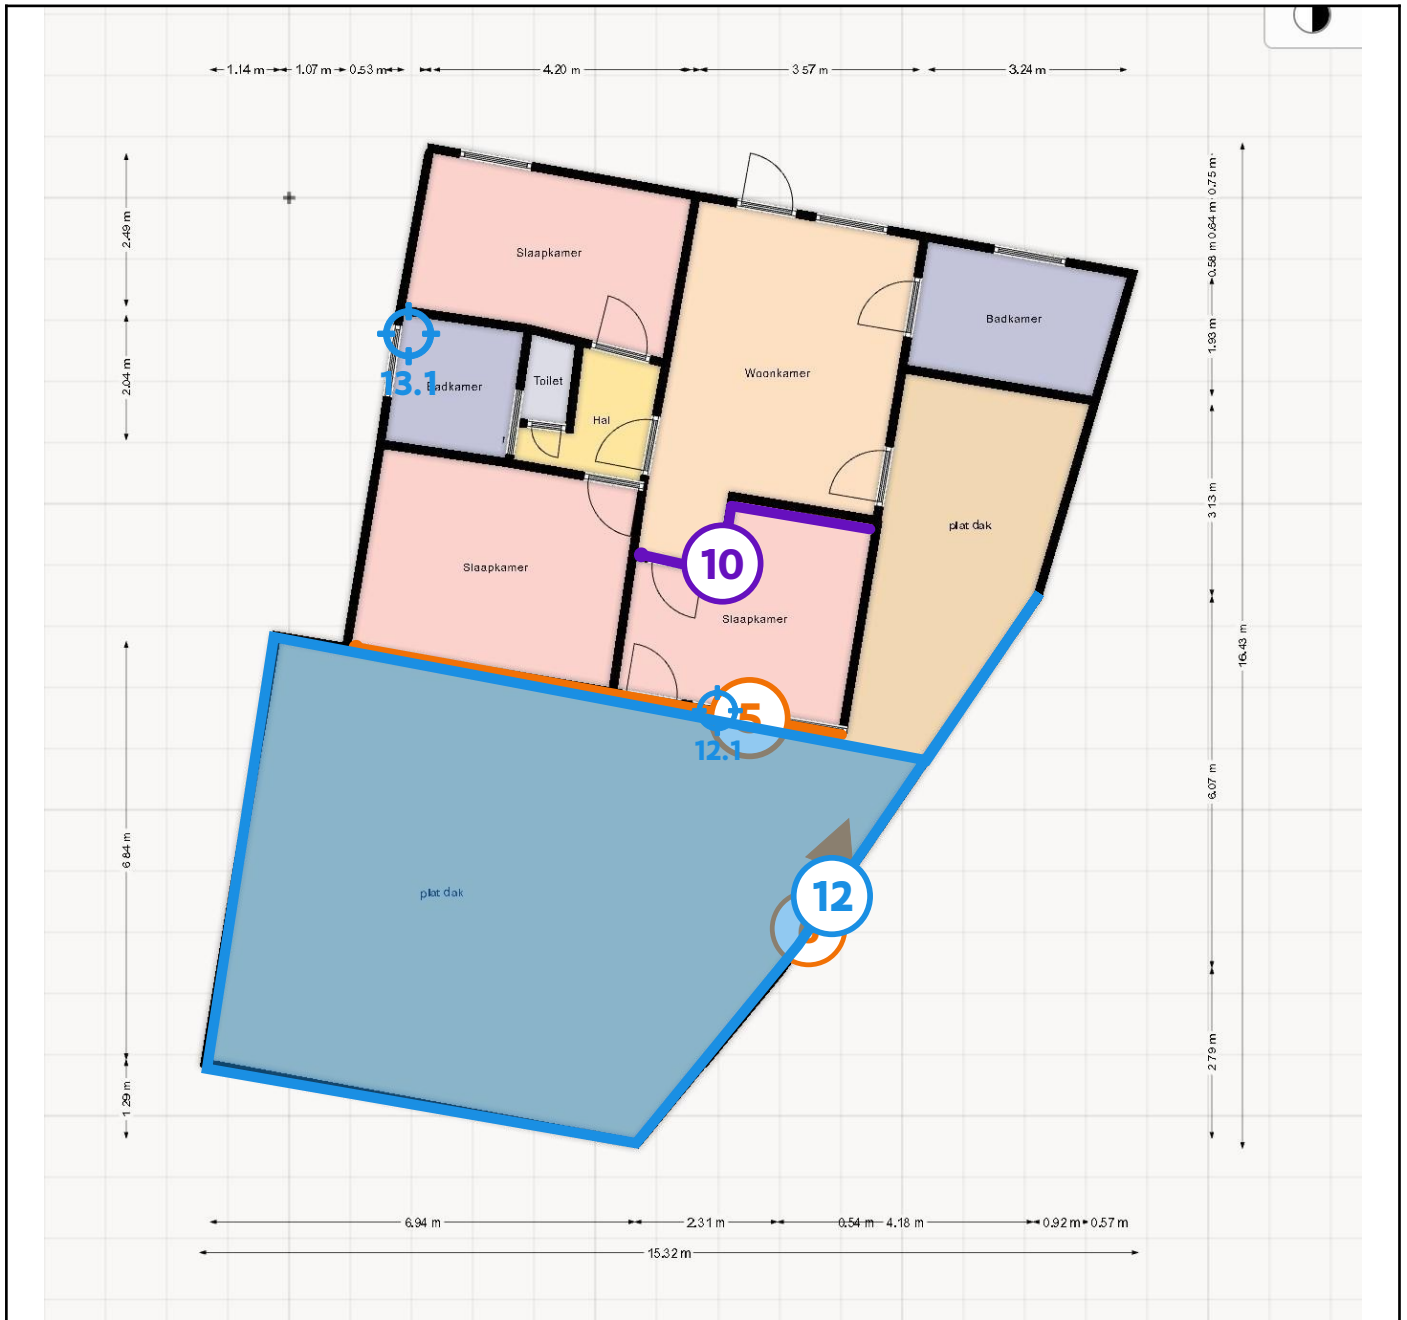 1.14 m 1.07 m 0.53 m 4.20 m 3.57 m 3.24 m
0.75 m
0.64 m
0.58 m
2.49 m
Slaapkamer
Badkamer
1.93 m
Woonkamer
2.04 m
13.1
Badkamer
Toilet
Hal
3.13 m
plat dak
10
Slaapkamer
Slaapkamer
16.43 m
5
12.1
6.07 m
6.84 m
plat dak
12
2.79 m
1.29 m
6.94 m 2.31 m 0.54 m 4.18 m 0.92 m 0.57 m
15.32 m